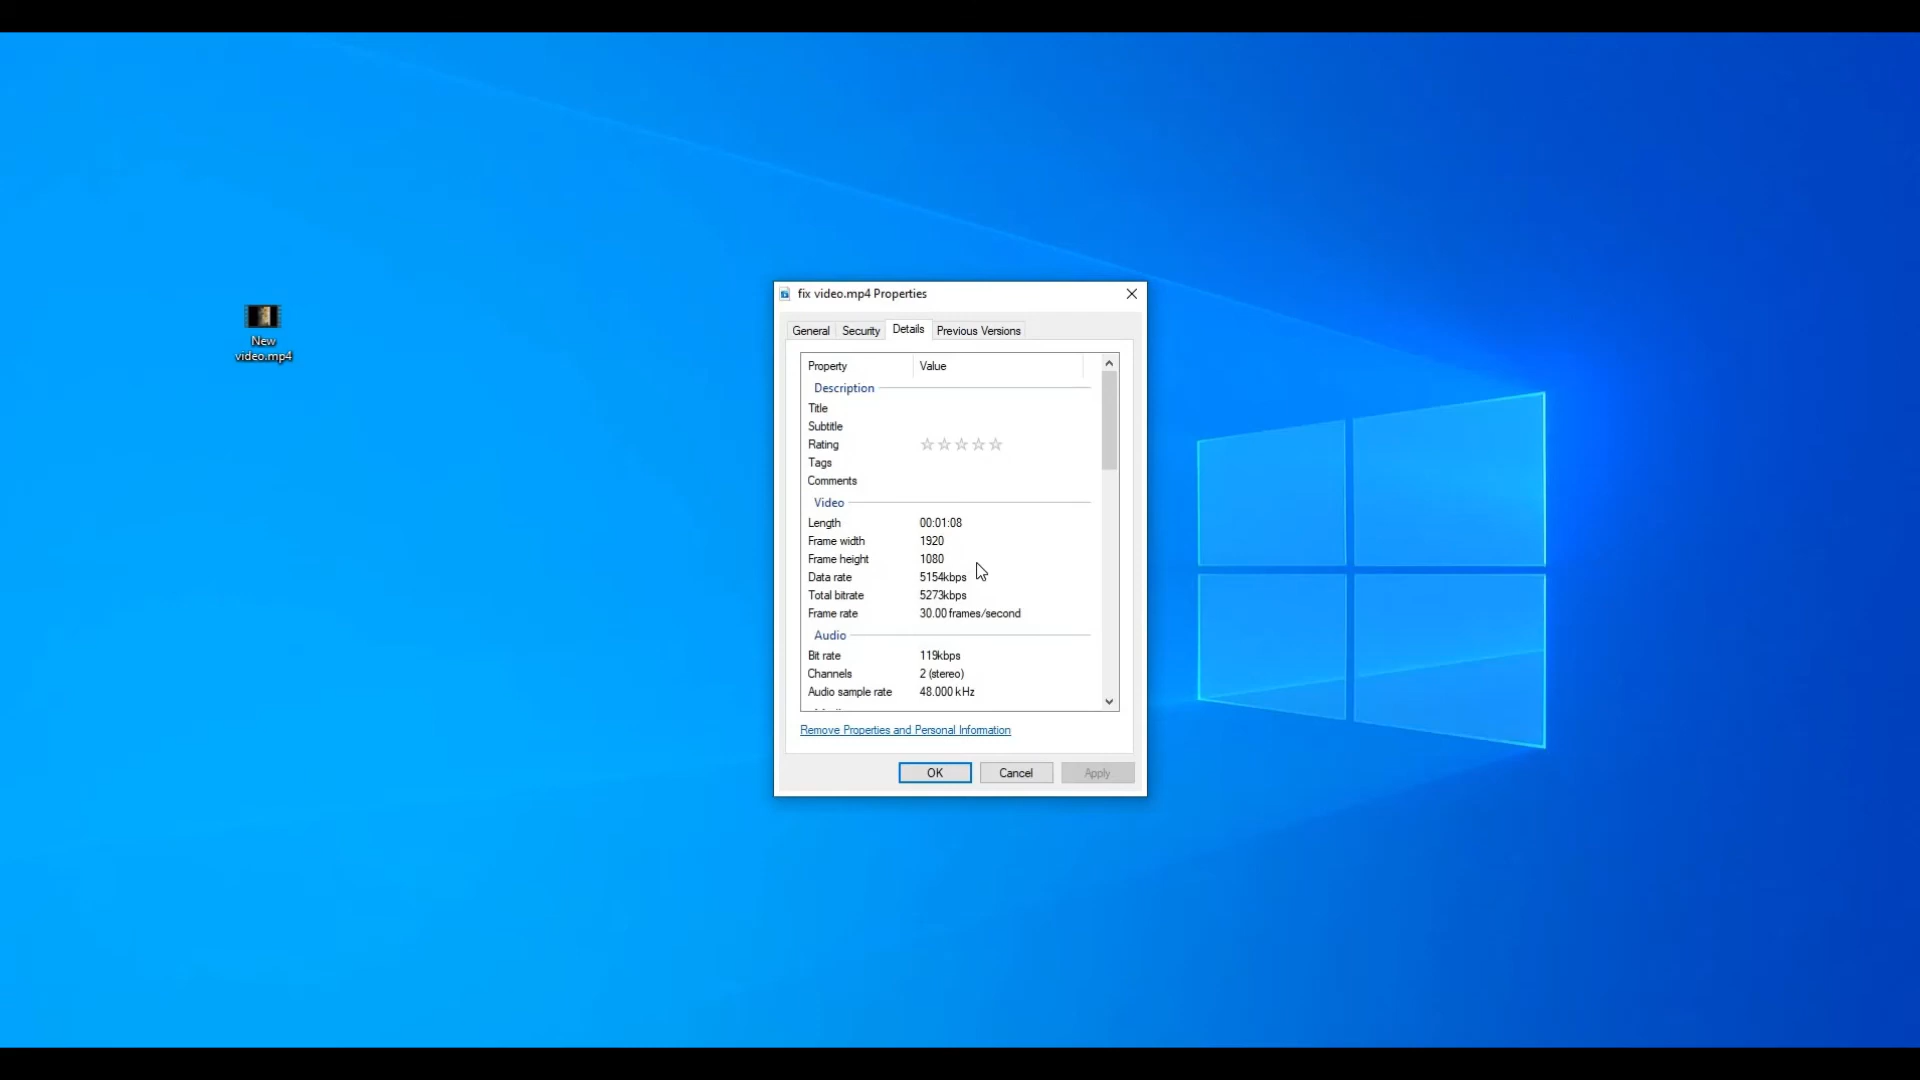 New
video.mp4
fix video.mp4 Properties
General Security Details Previous Versions
Property Value
Description
Title
Subtitle
Rating
Tags
Comments
Video
Length 00:01:08
Frame width 1920
Frame height 1080
Data rate 5154kbps
Total bitrate 5273kbps
Frame rate 30.00 frames/second
Audio
Bit rate 119kbps
Channels 2 (stereo)
Audio sample rate 48.000 kHz
Remove Properties and Personal Information
OK Cancel Apply